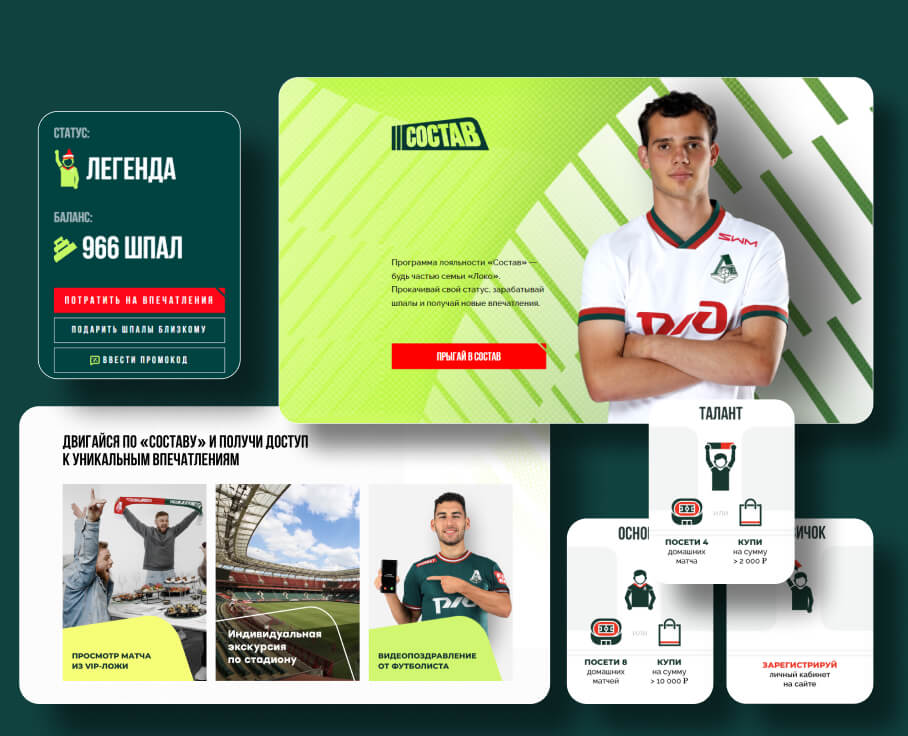 СТАТУС:
ЛЕГЕНДА
БАЛАНС:
966 ШПАЛ
ПОТРАТИТЬ НА ВПЕЧАТЛЕНИЯ
ПОДАРИТЬ ШПАЛЫ БЛИЗКОМУ
ВВЕСТИ ПРОМОКОД
СОСТАВ
Программа лояльности «Состав» —
будь частью семьи «Локо».
Прокачивай свой статус, зарабатывай
шпалы и получай новые впечатления.
ПРЫГАЙ В СОСТАВ
SWM
РЖД
ДВИГАЙСЯ ПО «СОСТАВУ» И ПОЛУЧИ ДОСТУП
К УНИКАЛЬНЫМ ВПЕЧАТЛЕНИЯМ
ПРОСМОТР МАТЧА
ИЗ VIP-ЛОЖИ
Индивидуальная
экскурсия
по стадиону
ВИДЕОПОЗДРАВЛЕНИЕ
ОТ ФУТБОЛИСТА
ТАЛАНТ
ИЛИ
ПОСЕТИ 4
домашних
матча
КУПИ
на сумму
> 2 000 ₽
ОСНО
ИЛИ
ПОСЕТИ 8
домашних
матчей
КУПИ
на сумму
> 10 000 ₽
ИЧОК
ЗАРЕГИСТРИРУЙ
личный кабинет
на сайте